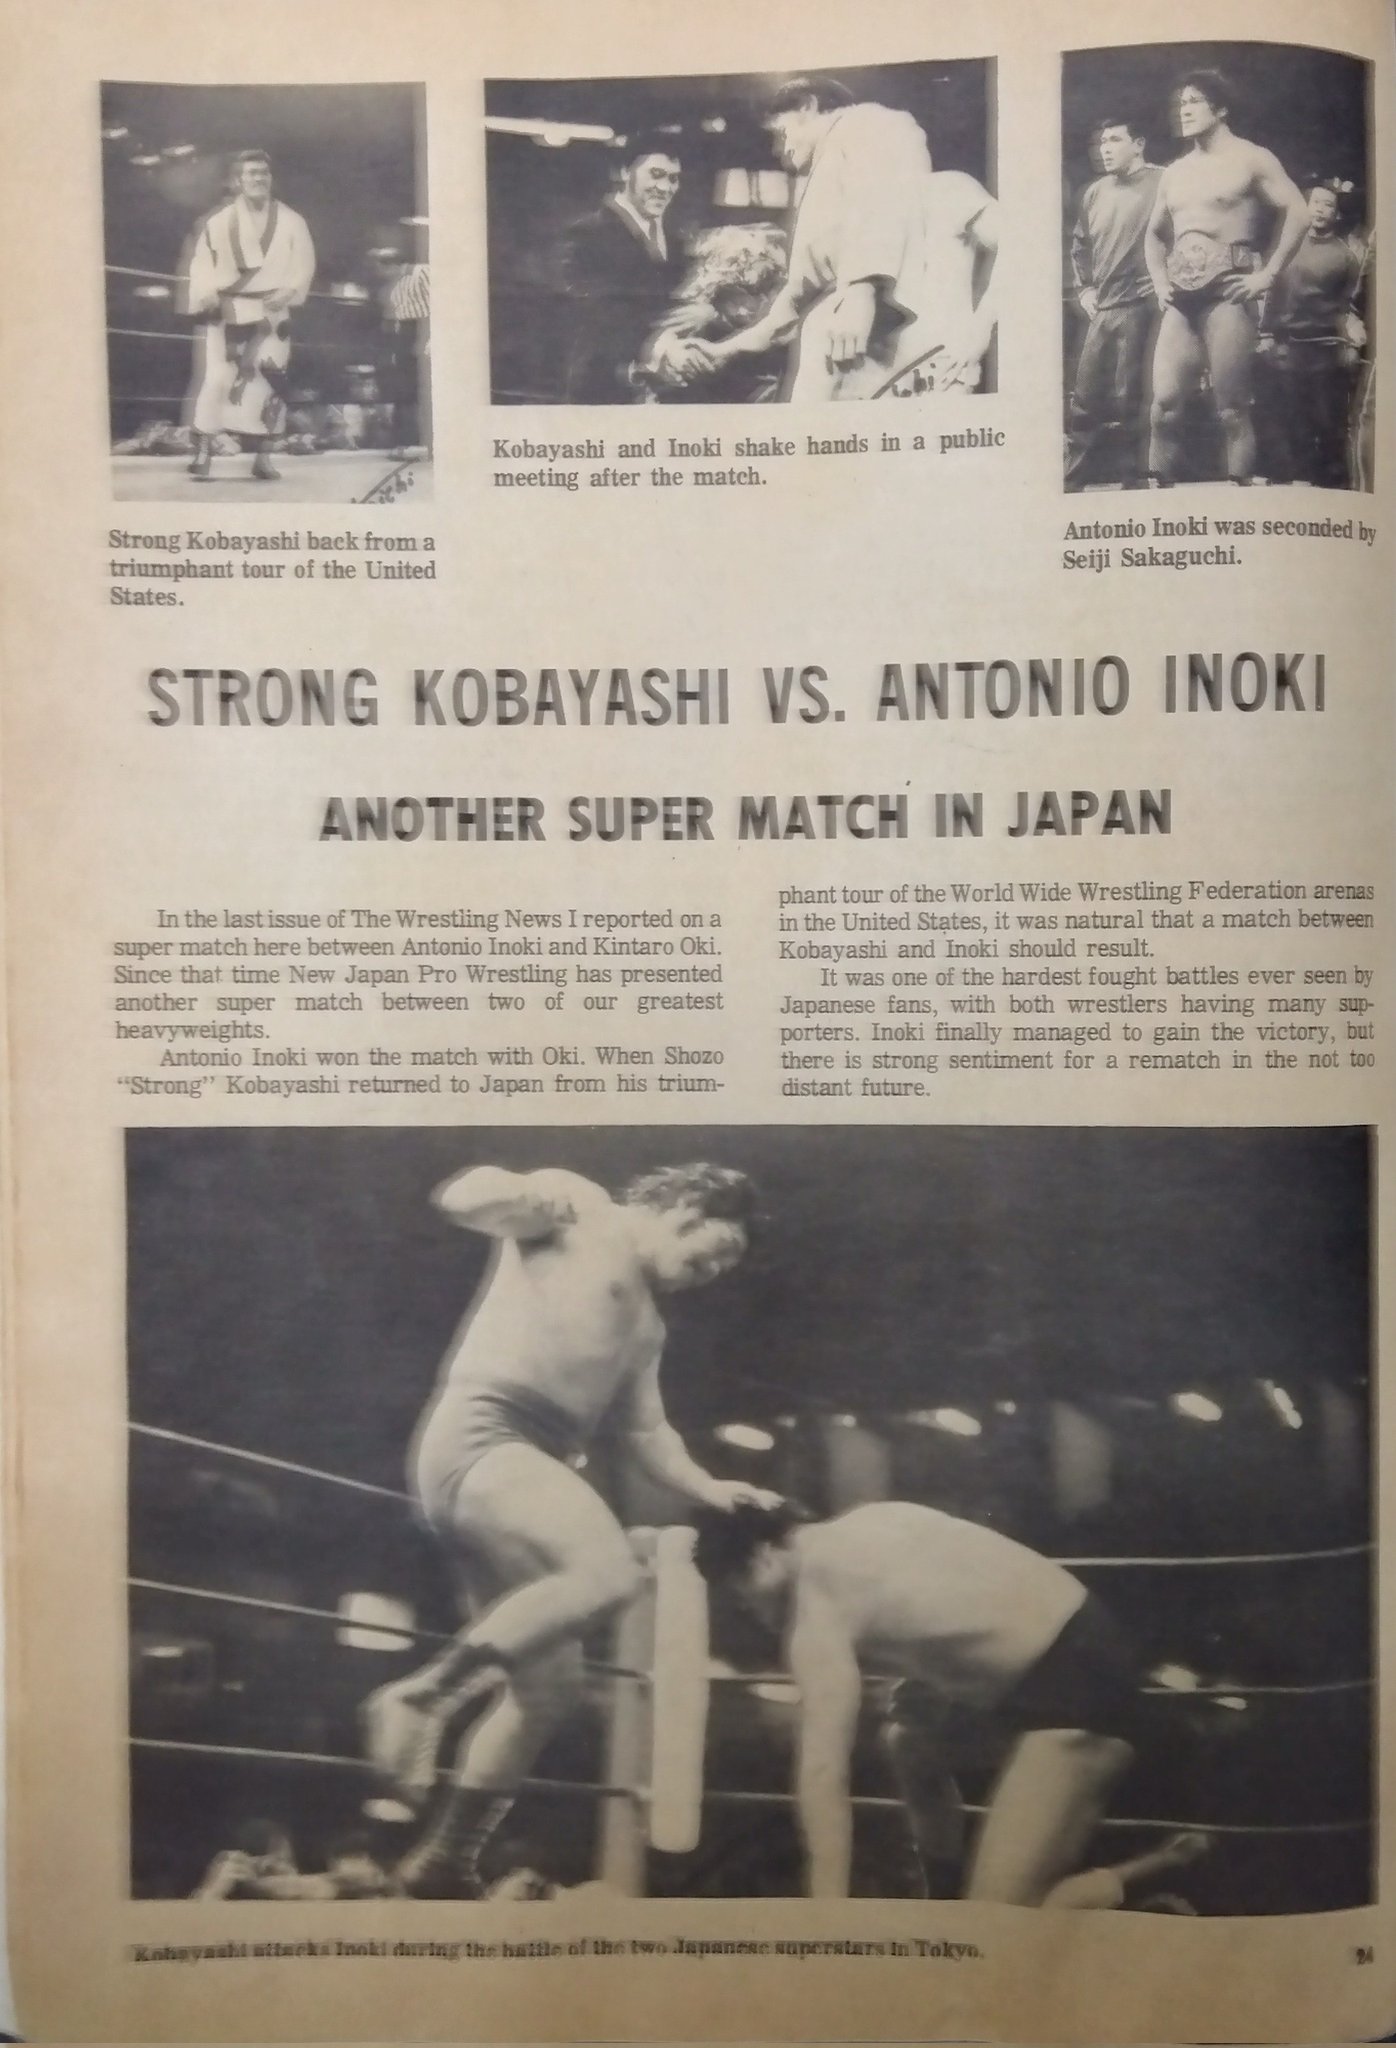 Kobayashi and Inoki shake hands in a public
meeting after the match.
Strong Kobayashi back from a
triumphant tour of the United
States.
Antonio Inoki was seconded by
Seiji Sakaguchi.
STRONG KOBAYASHI VS. ANTONIO INOKI
ANOTHER SUPER MATCH IN JAPAN
In the last issue of The Wrestling News I reported on a
super match here between Antonio Inoki and Kintaro Oki.
Since that time New Japan Pro Wrestling has presented
another super match between two of our greatest
heavyweights.
Antonio Inoki won the match with Oki. When Shozo
“Strong” Kobayashi returned to Japan from his trium-
phant tour of the World Wide Wrestling Federation arenas
in the United States, it was natural that a match between
Kobayashi and Inoki should result.
It was one of the hardest fought battles ever seen by
Japanese fans, with both wrestlers having many sup-
porters. Inoki finally managed to gain the victory, but
there is strong sentiment for a rematch in the not too
distant future.
Kobayashi attacks Inoki during the battle of the two Japanese superstars in Tokyo.